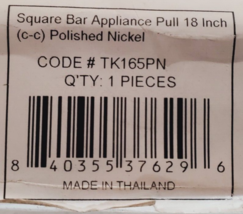 Square Bar Appliance Pull 18 Inch
(c-c) Polished Nickel
CODE # TK165PN
Q'TY: 1 PIECES
8 40355 37629 6
MADE IN THAILAND